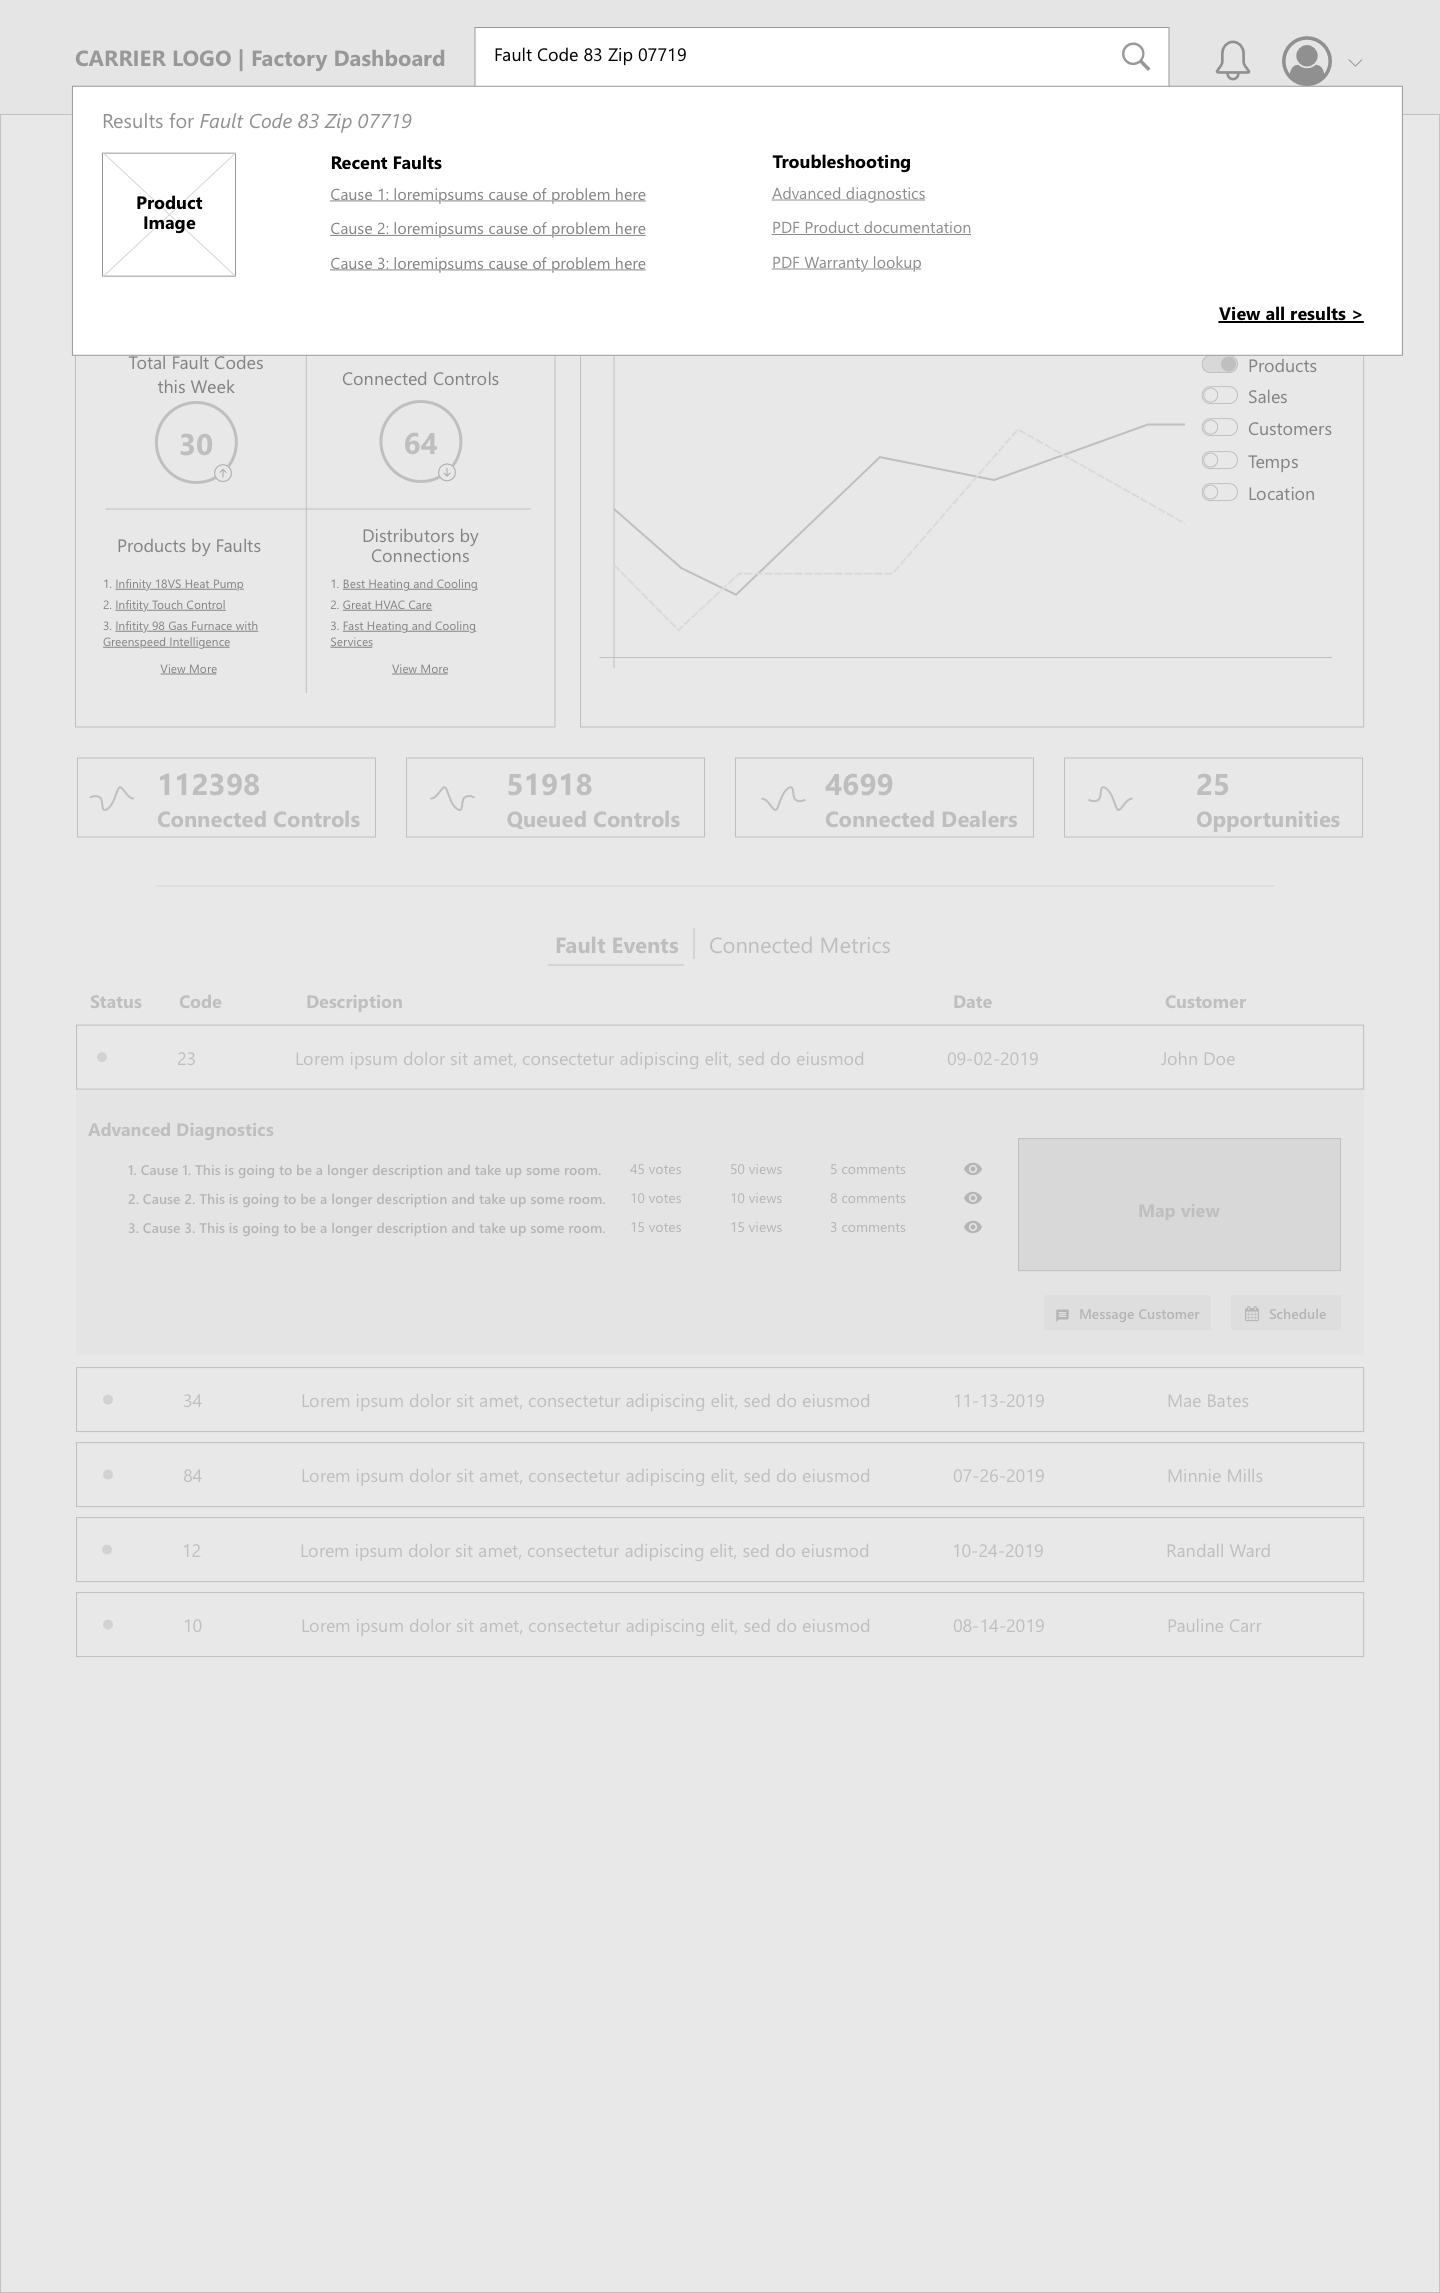 CARRIER LOGO | Factory Dashboard
Fault Code 83 Zip 07719
Results for Fault Code 83 Zip 07719
Product
Image
Recent Faults
Cause 1: loremipsums cause of problem here
Cause 2: loremipsums cause of problem here
Cause 3: loremipsums cause of problem here
Troubleshooting
Advanced diagnostics
PDF Product documentation
PDF Warranty lookup
View all results >
Total Fault Codes
this Week
30
Connected Controls
64
Products by Faults
1. Infinity 18VS Heat Pump
2. Infitity Touch Control
3. Infitity 98 Gas Furnace with
Greenspeed Intelligence
View More
Distributors by
Connections
1. Best Heating and Cooling
2. Great HVAC Care
3. Fast Heating and Cooling
Services
View More
Products
Sales
Customers
Temps
Location
112398
Connected Controls
51918
Queued Controls
4699
Connected Dealers
25
Opportunities
Fault Events
Connected Metrics
Status Code Description Date Customer
23 Lorem ipsum dolor sit amet, consectetur adipiscing elit, sed do eiusmod 09-02-2019 John Doe
Advanced Diagnostics
1. Cause 1. This is going to be a longer description and take up some room. 45 votes 50 views 5 comments
2. Cause 2. This is going to be a longer description and take up some room. 10 votes 10 views 8 comments
3. Cause 3. This is going to be a longer description and take up some room. 15 votes 15 views 3 comments
Map view
Message Customer
Schedule
34 Lorem ipsum dolor sit amet, consectetur adipiscing elit, sed do eiusmod 11-13-2019 Mae Bates
84 Lorem ipsum dolor sit amet, consectetur adipiscing elit, sed do eiusmod 07-26-2019 Minnie Mills
12 Lorem ipsum dolor sit amet, consectetur adipiscing elit, sed do eiusmod 10-24-2019 Randall Ward
10 Lorem ipsum dolor sit amet, consectetur adipiscing elit, sed do eiusmod 08-14-2019 Pauline Carr